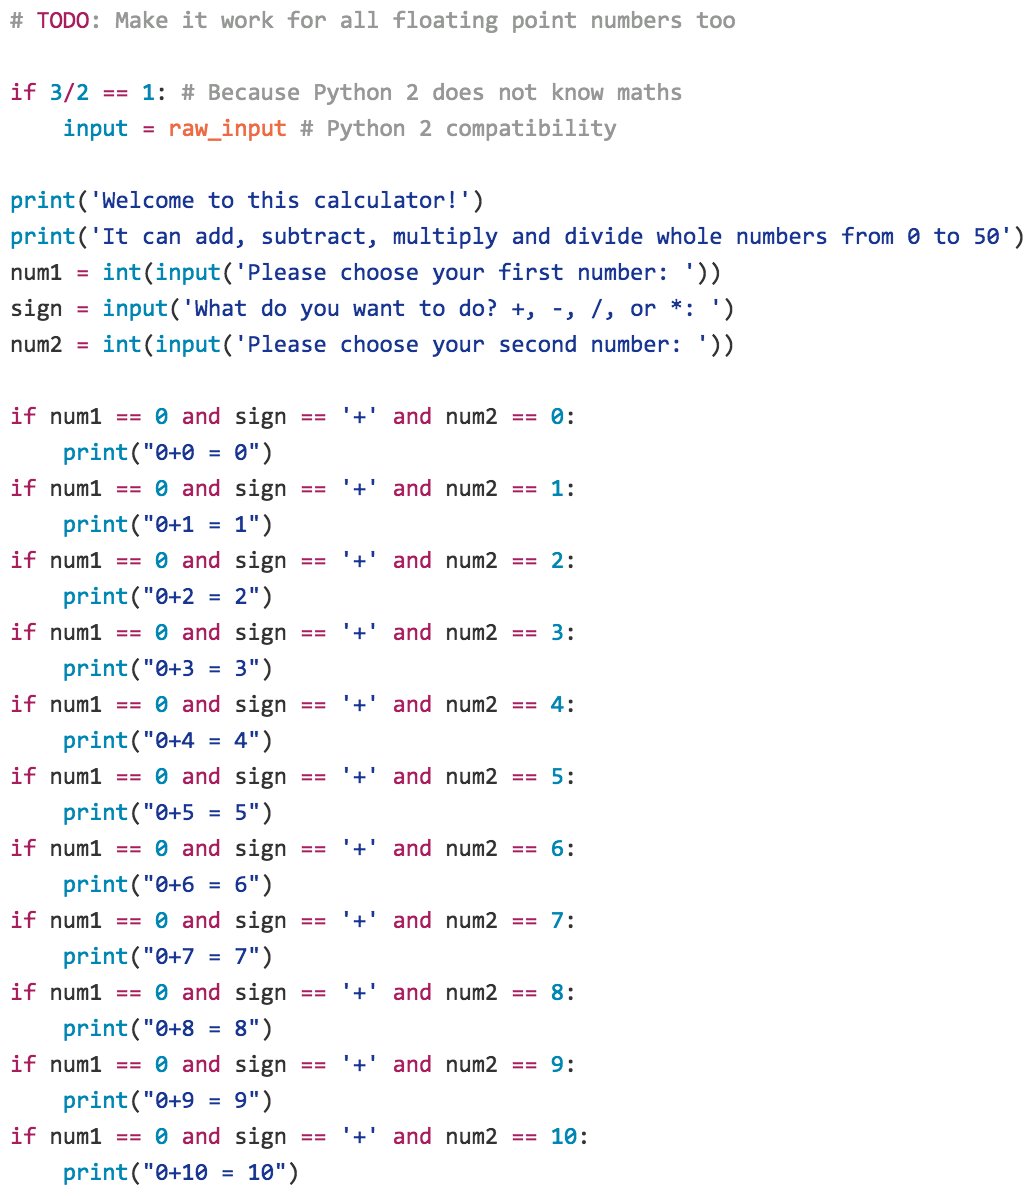 # TODO: Make it work for all floating point numbers too

if 3/2 == 1: # Because Python 2 does not know maths
    input = raw_input # Python 2 compatibility

print('Welcome to this calculator!')
print('It can add, subtract, multiply and divide whole numbers from 0 to 50')
num1 = int(input('Please choose your first number: '))
sign = input('What do you want to do? +, -, /, or *: ')
num2 = int(input('Please choose your second number: '))

if num1 == 0 and sign == '+' and num2 == 0:
    print("0+0 = 0")
if num1 == 0 and sign == '+' and num2 == 1:
    print("0+1 = 1")
if num1 == 0 and sign == '+' and num2 == 2:
    print("0+2 = 2")
if num1 == 0 and sign == '+' and num2 == 3:
    print("0+3 = 3")
if num1 == 0 and sign == '+' and num2 == 4:
    print("0+4 = 4")
if num1 == 0 and sign == '+' and num2 == 5:
    print("0+5 = 5")
if num1 == 0 and sign == '+' and num2 == 6:
    print("0+6 = 6")
if num1 == 0 and sign == '+' and num2 == 7:
    print("0+7 = 7")
if num1 == 0 and sign == '+' and num2 == 8:
    print("0+8 = 8")
if num1 == 0 and sign == '+' and num2 == 9:
    print("0+9 = 9")
if num1 == 0 and sign == '+' and num2 == 10:
    print("0+10 = 10")